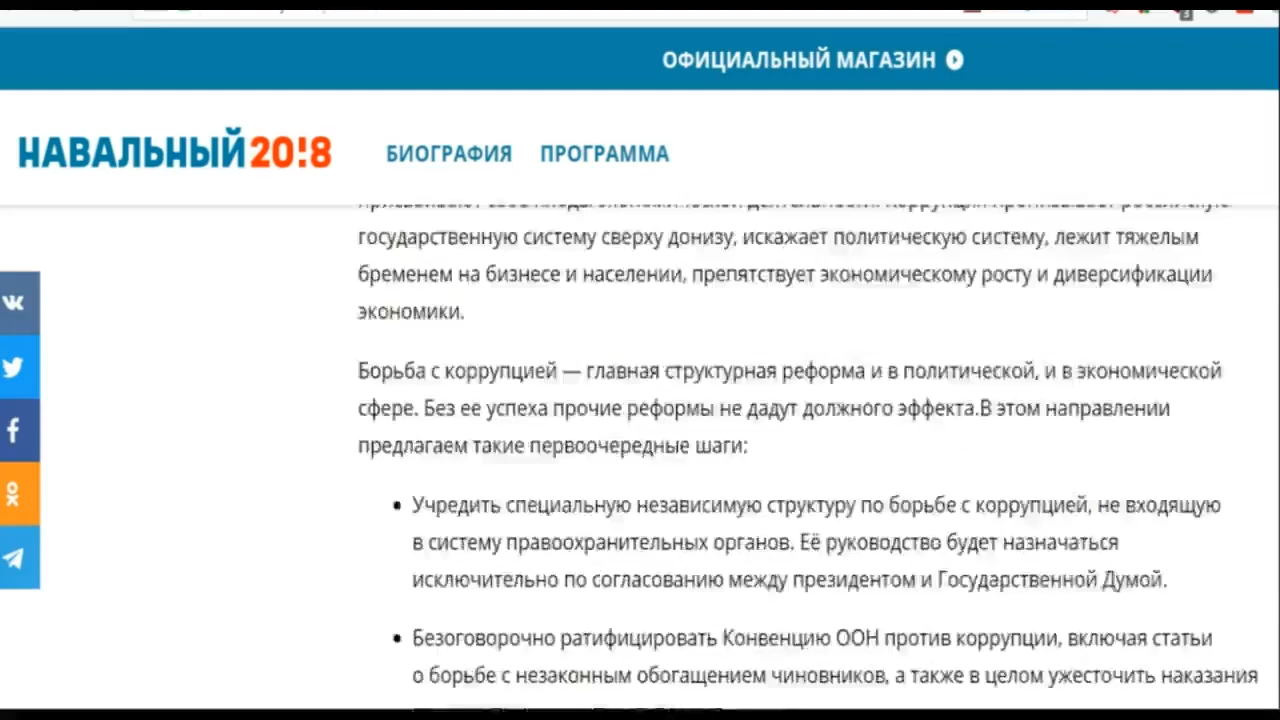 ОФИЦИАЛЬНЫЙ МАГАЗИН
НАВАЛЬНЫЙ 20!8
БИОГРАФИЯ ПРОГРАММА
государственную систему сверху донизу, искажает политическую систему, лежит тяжелым
бременем на бизнесе и населении, препятствует экономическому росту и диверсификации
экономики.
Борьба с коррупцией — главная структурная реформа и в политической, и в экономической
сфере. Без ее успеха прочие реформы не дадут должного эффекта.В этом направлении
предлагаем такие первоочередные шаги:
• Учредить специальную независимую структуру по борьбе с коррупцией, не входящую
в систему правоохранительных органов. Её руководство будет назначаться
исключительно по согласованию между президентом и Государственной Думой.
• Безоговорочно ратифицировать Конвенцию ООН против коррупции, включая статьи
о борьбе с незаконным обогащением чиновников, а также в целом ужесточить наказания